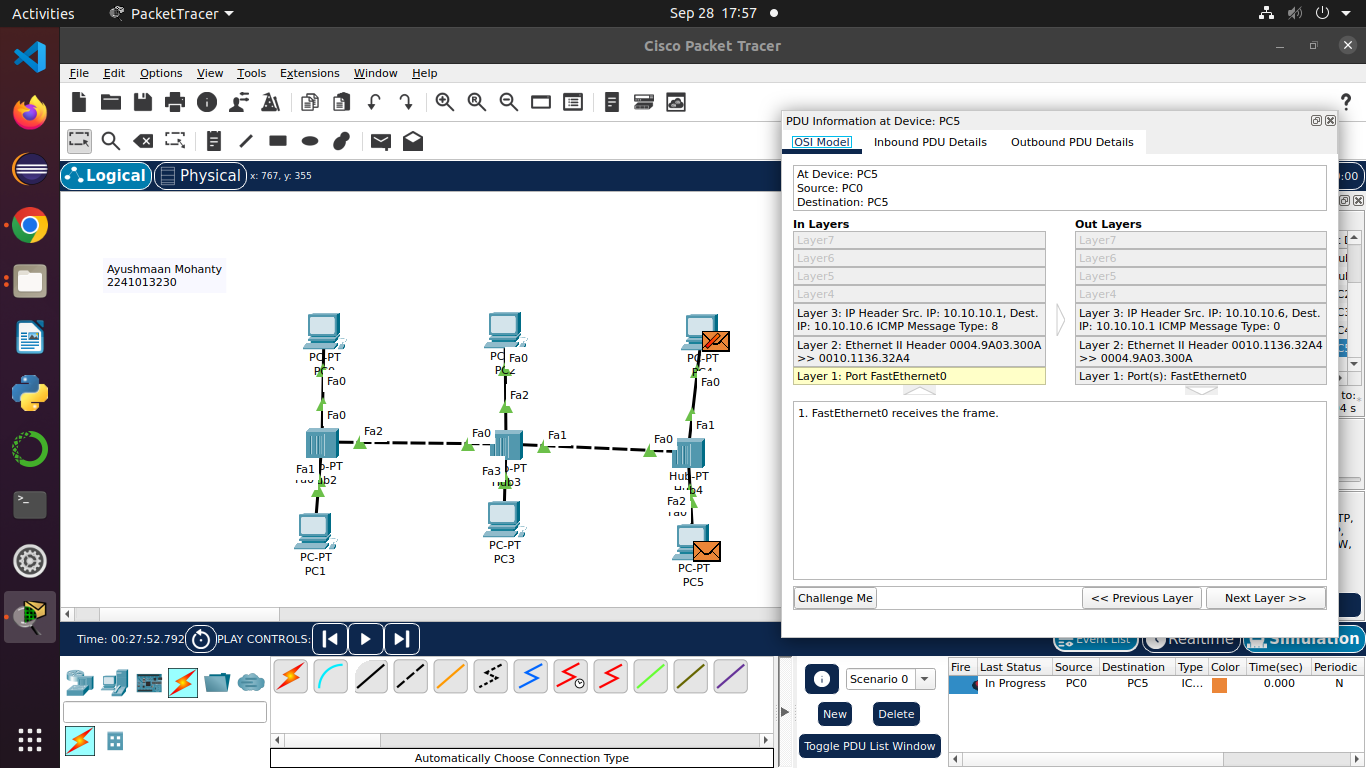 Activities
PacketTracer
Sep 28 17:57
Cisco Packet Tracer
File Edit Options View Tools Extensions Window Help
Logical
Physical
x: 767, y: 355
Ayushmaan Mohanty
2241013230
PC-PT
Fa0
Fa0
Fa2
Fa1
PC-PT
PC1
Fa0
Fa2
Fa0
Fa1
Fa3
Hub3
PC-PT
PC3
PC-PT
Fa0
Fa1
Fa0
Hub-PT
Fa2
PC-PT
PC5
PDU Information at Device: PC5
OSI Model
Inbound PDU Details
Outbound PDU Details
At Device: PC5
Source: PC0
Destination: PC5
In Layers
Layer7
Layer6
Layer5
Layer4
Layer 3: IP Header Src. IP: 10.10.10.1, Dest.
IP: 10.10.10.6 ICMP Message Type: 8
Layer 2: Ethernet II Header 0004.9A03.300A
>> 0010.1136.32A4
Layer 1: Port FastEthernet0
Out Layers
Layer7
Layer6
Layer5
Layer4
Layer 3: IP Header Src. IP: 10.10.10.6, Dest.
IP: 10.10.10.1 ICMP Message Type: 0
Layer 2: Ethernet II Header 0010.1136.32A4
>> 0004.9A03.300A
Layer 1: Port(s): FastEthernet0
1. FastEthernet0 receives the frame.
Challenge Me
<< Previous Layer
Next Layer >>
Time: 00:27:52.792
PLAY CONTROLS:
Event List
Realtime
Simulation
Scenario 0
New
Delete
Toggle PDU List Window
Fire Last Status Source Destination Type Color Time(sec) Periodic
In Progress PC0 PC5 IC... 0.000 N
Automatically Choose Connection Type